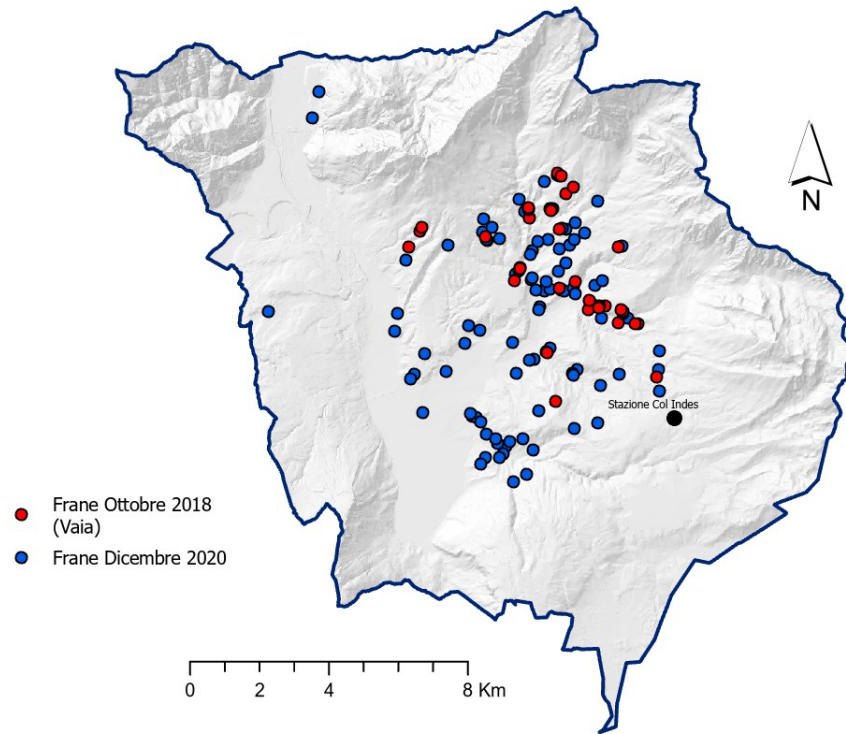 N
Stazione Col Indes
Frane Ottobre 2018
(Vaia)
Frane Dicembre 2020
0 2 4 8 Km